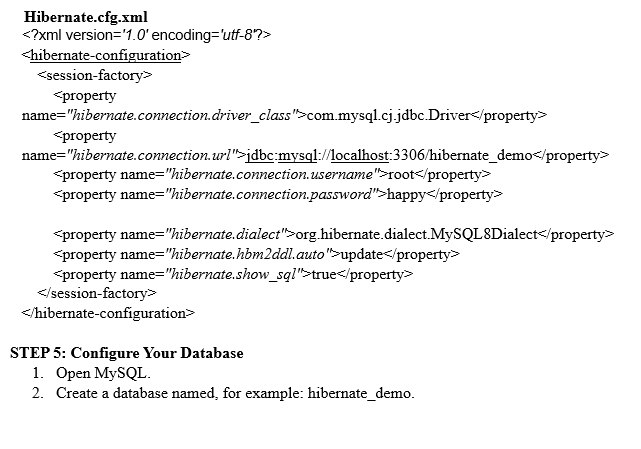 Hibernate.cfg.xml
<?xml version='1.0' encoding='utf-8'?>
<hibernate-configuration>
<session-factory>
<property
name="hibernate.connection.driver_class">com.mysql.cj.jdbc.Driver</property>
<property
name="hibernate.connection.url">jdbc:mysql://localhost:3306/hibernate_demo</property>
<property name="hibernate.connection.username">root</property>
<property name="hibernate.connection.password">happy</property>
<property name="hibernate.dialect">org.hibernate.dialect.MySQL8Dialect</property>
<property name="hibernate.hbm2ddl.auto">update</property>
<property name="hibernate.show_sql">true</property>
</session-factory>
</hibernate-configuration>
STEP 5: Configure Your Database
1. Open MySQL.
2. Create a database named, for example: hibernate_demo.